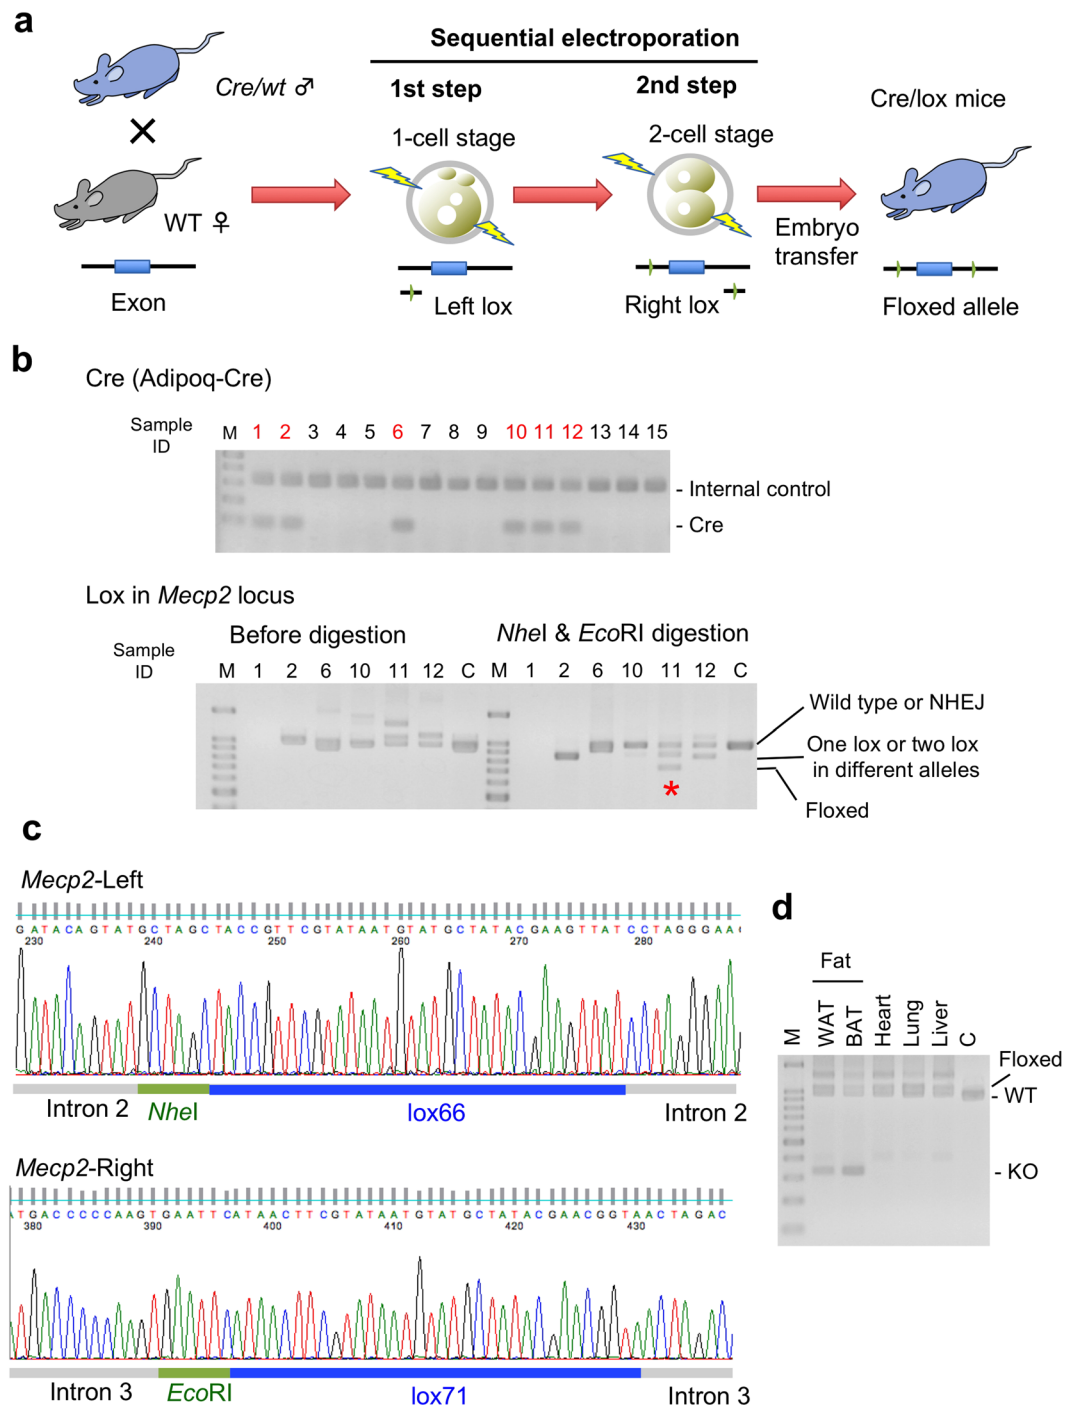 a
Sequential electroporation
Cre/wt ♂
1st step
2nd step
Cre/lox mice
1-cell stage
2-cell stage
×
WT ♀
Embryo
transfer
Exon
Left lox
Right lox
Floxed allele
b
Cre (Adipoq-Cre)
Sample
ID
M 1 2 3 4 5 6 7 8 9 10 11 12 13 14 15
- Internal control
- Cre
Lox in Mecp2 locus
Before digestion
NheI & EcoRI digestion
Sample
ID
M 1 2 6 10 11 12 C M 1 2 6 10 11 12 C
Wild type or NHEJ
One lox or two lox
in different alleles
*
Floxed
c
Mecp2-Left
GATACAGTATGCTAGCTACCGTTCGTATAATGTATGCTATACGAAGTTATCCTAGGGAA
230 240 250 260 270 280
Intron 2 NheI lox66 Intron 2
Mecp2-Right
ATGACCCCCAAGTGAATTCATAACTTCGTATAATGTATGCTATACGAACGGTAACTAGAC
380 390 400 410 420 430
Intron 3 EcoRI lox71 Intron 3
d
Fat
M WAT BAT Heart Lung Liver C
Floxed
- WT
- KO